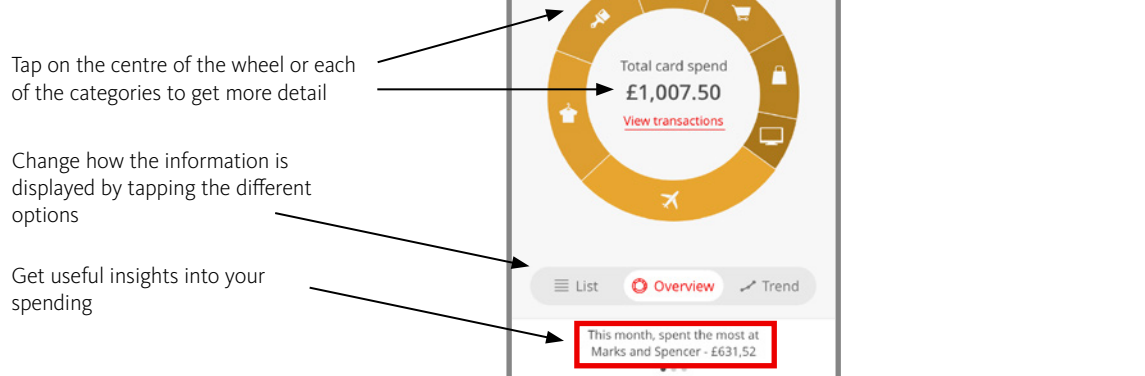 Tap on the centre of the wheel or each
of the categories to get more detail
Change how the information is
displayed by tapping the different
options
Get useful insights into your
spending
Total card spend
£1,007.50
View transactions
List
Overview
Trend
This month, spent the most at
Marks and Spencer - £631,52